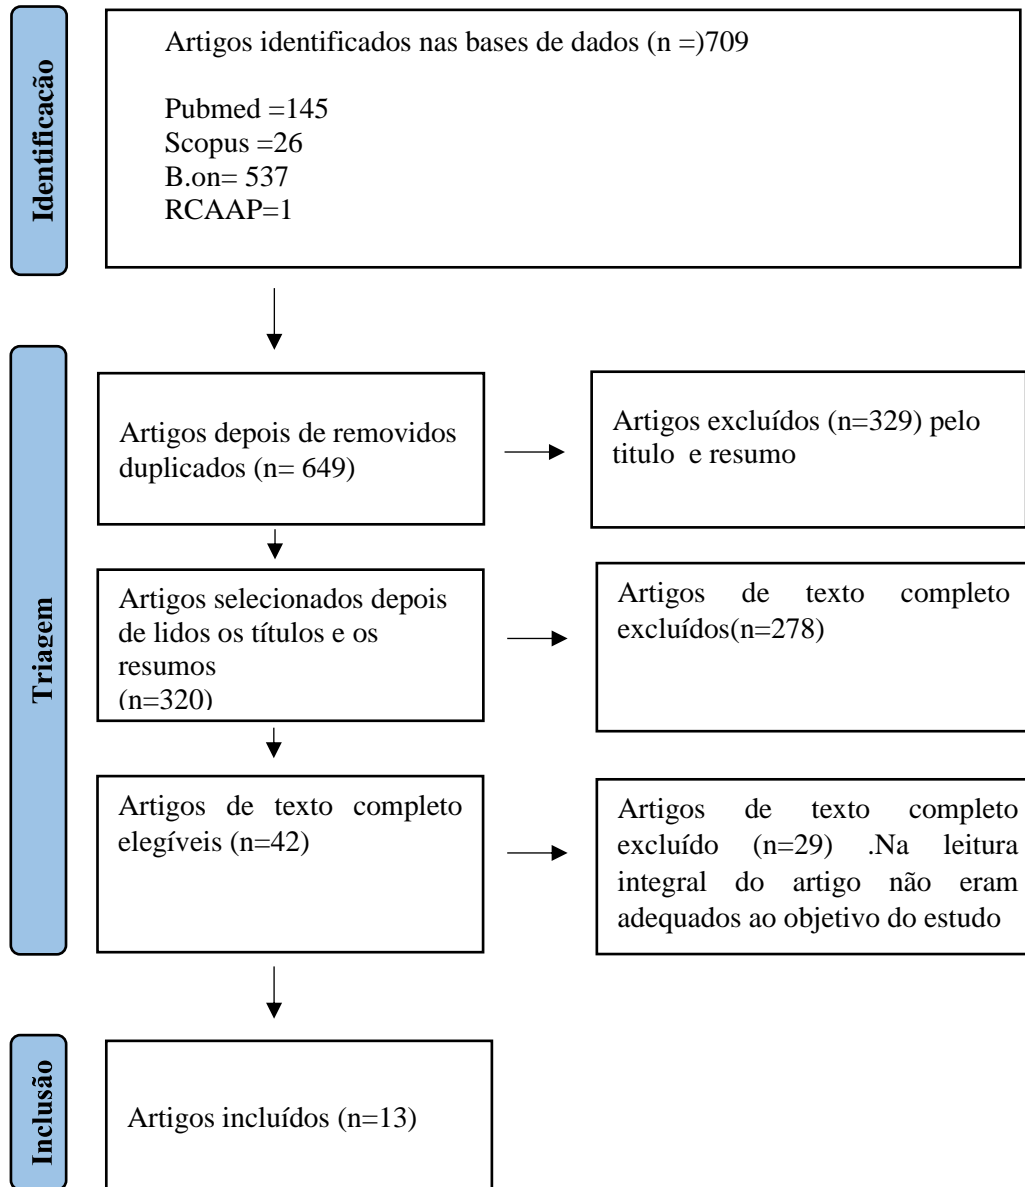 Identificação
Artigos identificados nas bases de dados (n =)709
Pubmed =145
Scopus =26
B.on= 537
RCAAP=1
Triagem
Artigos depois de removidos
duplicados (n= 649)
Artigos excluídos (n=329) pelo
titulo e resumo
Artigos selecionados depois
de lidos os títulos e os
resumos
(n=320)
Artigos de texto completo
excluídos(n=278)
Artigos de texto completo
elegíveis (n=42)
Artigos de texto completo
excluído (n=29) .Na leitura
integral do artigo não eram
adequados ao objetivo do estudo
Inclusão
Artigos incluídos (n=13)